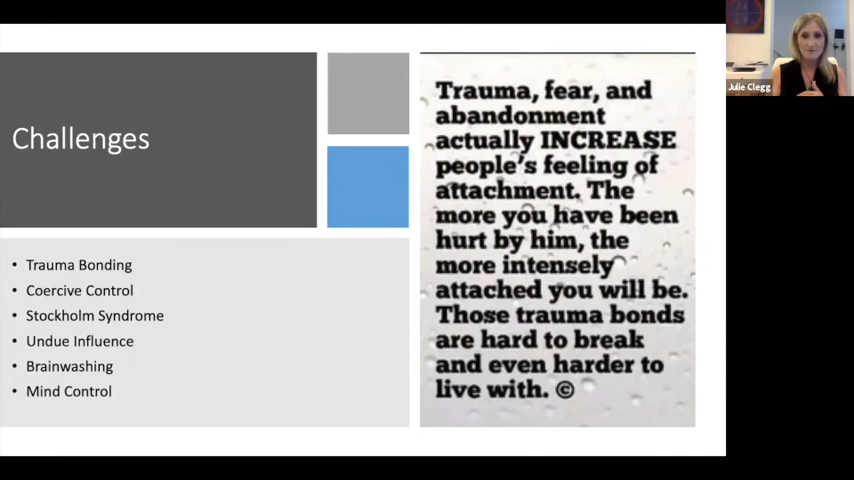 Challenges
• Trauma Bonding
• Coercive Control
• Stockholm Syndrome
• Undue Influence
• Brainwashing
• Mind Control
Trauma, fear, and
abandonment
actually INCREASE
people's feeling of
attachment. The
more you have been
hurt by him, the
more intensely
attached you will be.
Those trauma bonds
are hard to break
and even harder to
live with. ©
Julie Clegg